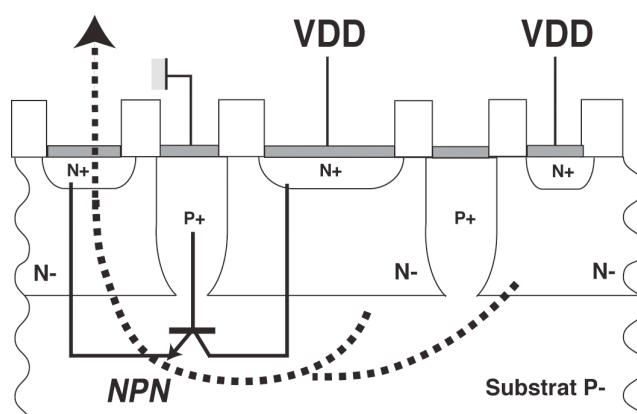 VDD
VDD
N+
N+
N+
P+
P+
N-
N-
N-
NPN
Substrat P-